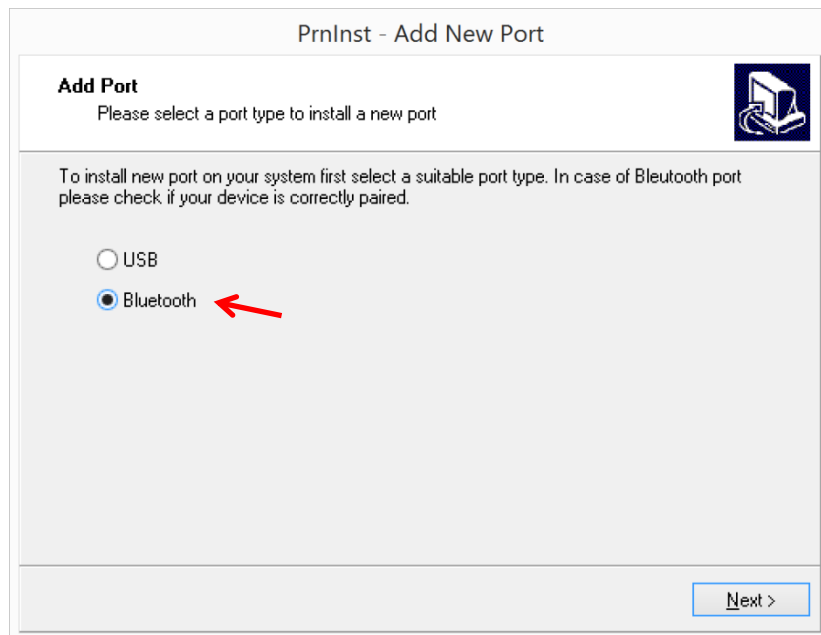 PrnInst - Add New Port
Add Port
Please select a port type to install a new port
To install new port on your system first select a suitable port type. In case of Bleutooth port
please check if your device is correctly paired.
USB
Bluetooth
Next >